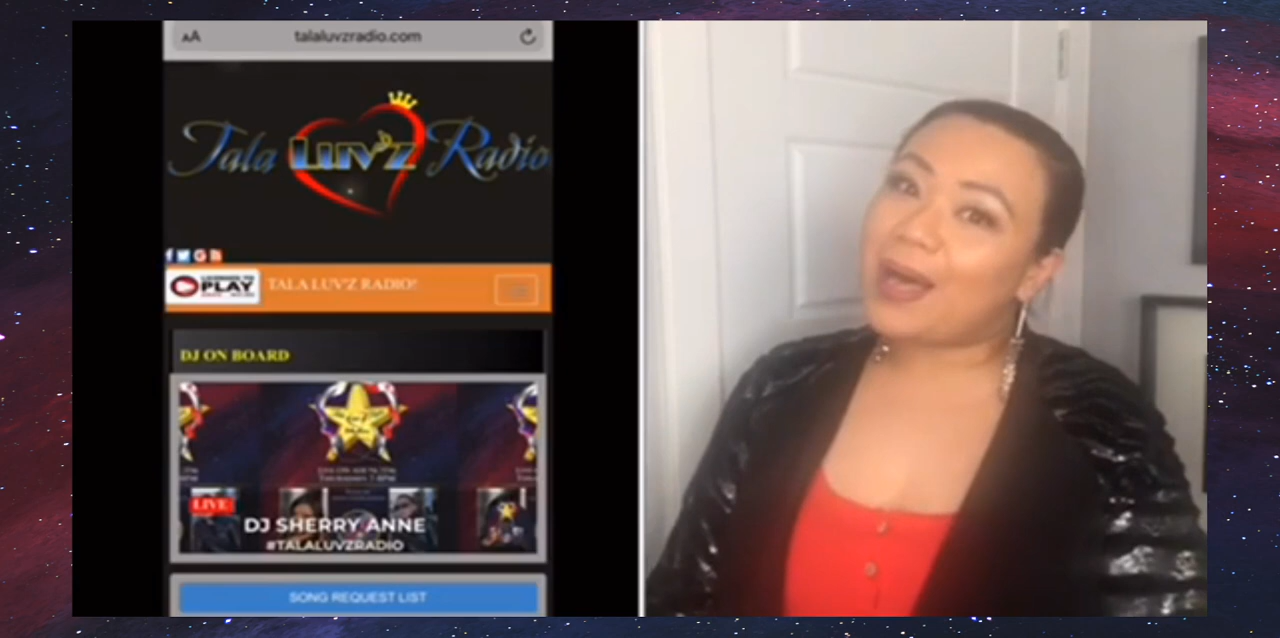 AA
talaluvzradio.com
Tala Luv'z Radio
PLAY
TALA LUV'Z RADIO!
DJ ON BOARD
LIVE
DJ SHERRY ANNE
#TALALUVZRADIO
SONG REQUEST LIST